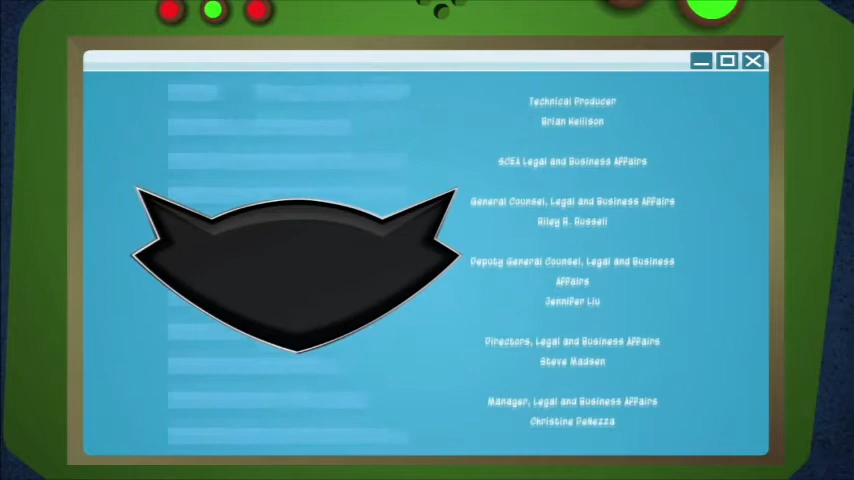 Technical Producer
Brian Hellison
SCEA Legal and Business Affairs
General Counsel, Legal and Business Affairs
Riley R. Russell
Deputy General Counsel, Legal and Business
Affairs
Jennifer Liu
Directors, Legal and Business Affairs
Steve Madsen
Manager, Legal and Business Affairs
Christine DeNezza